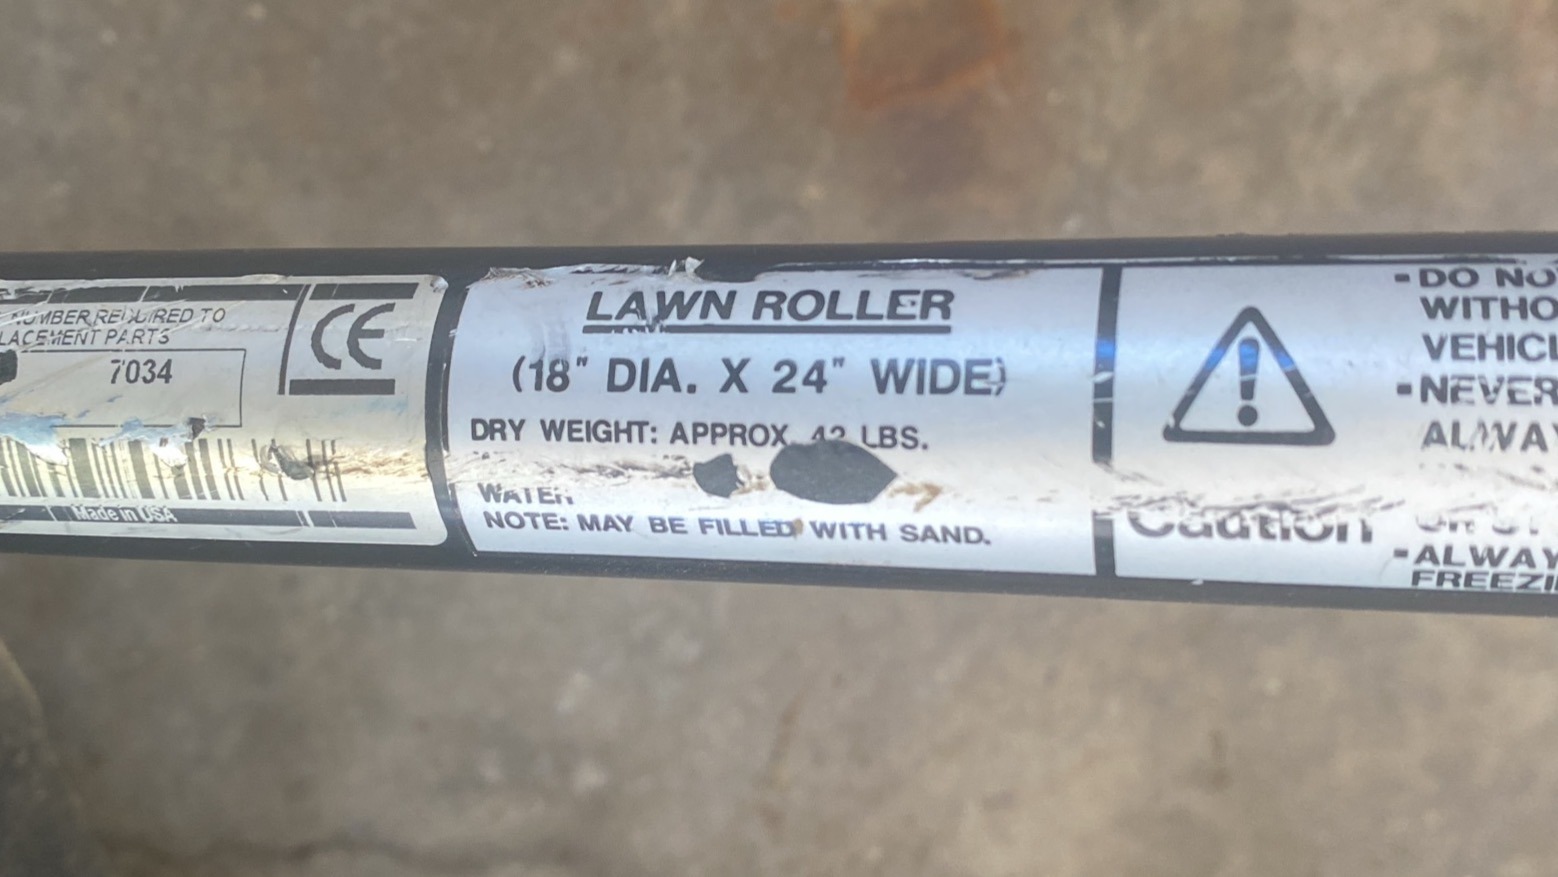 NUMBER REQUIRED TO
LACEMENT PARTS
7034
CE
Made in USA
LAWN ROLLER
(18" DIA. X 24" WIDE)
DRY WEIGHT: APPROX. 42 LBS.
WATER
NOTE: MAY BE FILLED WITH SAND.
!
Caution
-DO NO
WITHO
VEHICL
-NEVER
ALWAY
-ALWAY
FREEZI